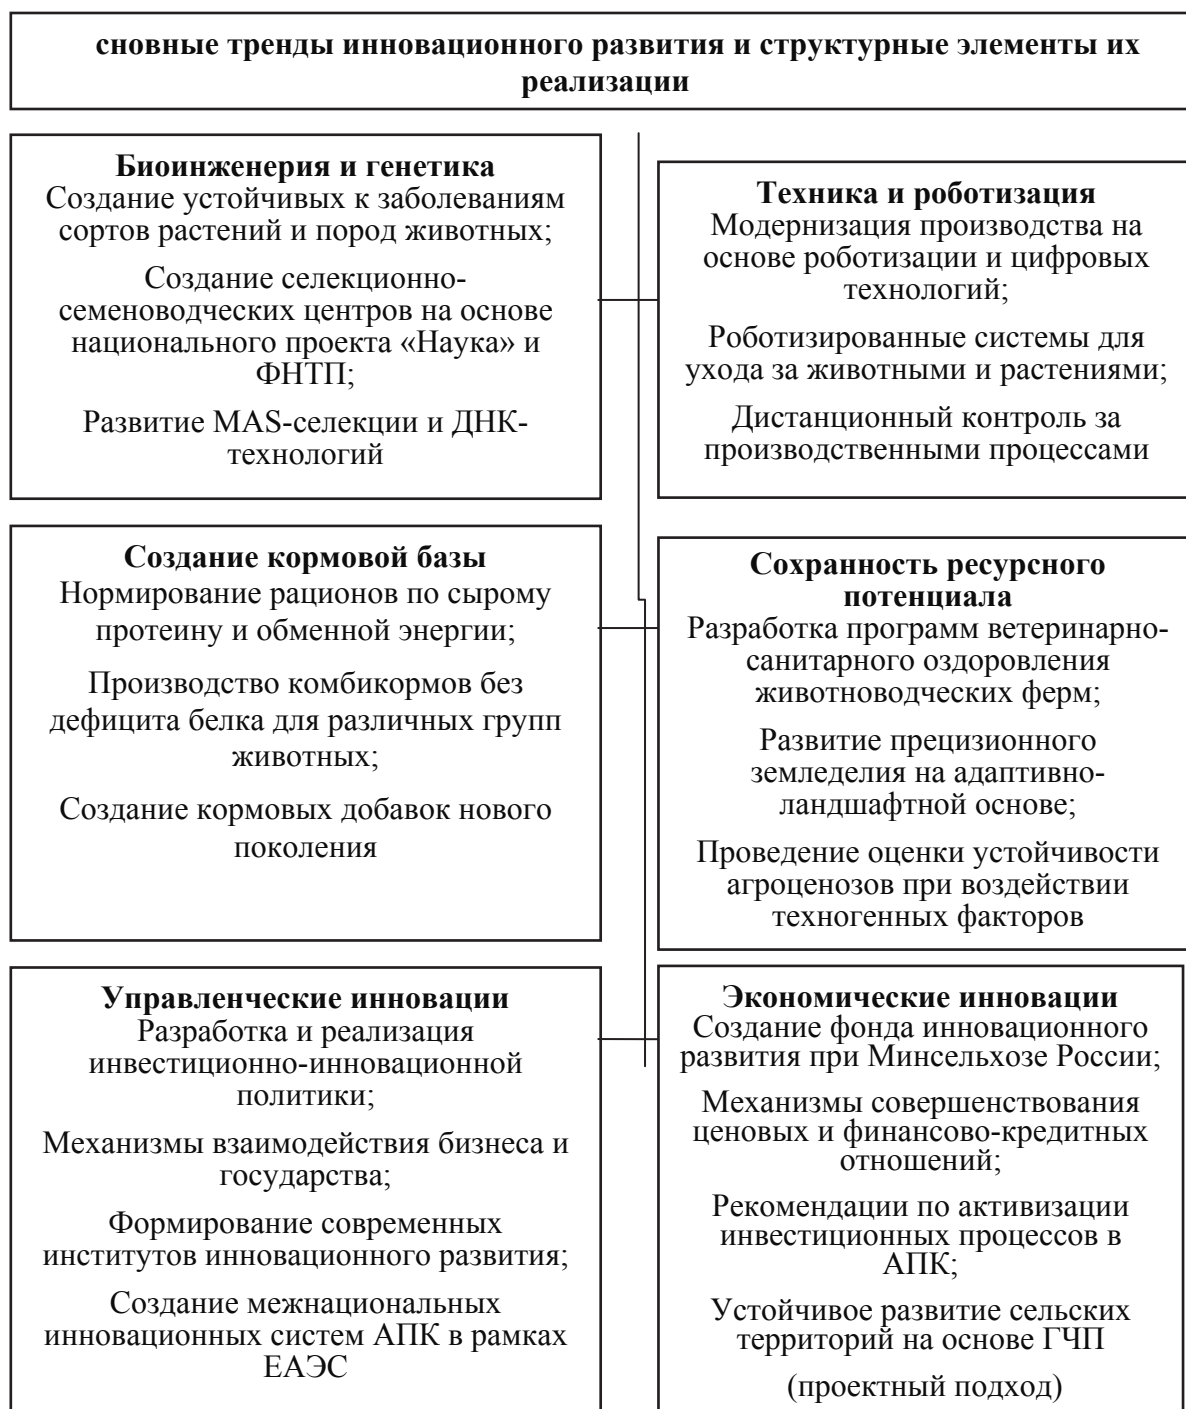 сновные тренды инновационного развития и структурные элементы их
реализации
Биоинженерия и генетика
Создание устойчивых к заболеваниям
сортов растений и пород животных;
Создание селекционно-
семеноводческих центров на основе
национального проекта «Наука» и
ФНТП;
Развитие MAS-селекции и ДНК-
технологий
Техника и роботизация
Модернизация производства на
основе роботизации и цифровых
технологий;
Роботизированные системы для
ухода за животными и растениями;
Дистанционный контроль за
производственными процессами
Создание кормовой базы
Нормирование рационов по сырому
протеину и обменной энергии;
Производство комбикормов без
дефицита белка для различных групп
животных;
Создание кормовых добавок нового
поколения
Сохранность ресурсного
потенциала
Разработка программ ветеринарно-
санитарного оздоровления
животноводческих ферм;
Развитие прецизионного
земледелия на адаптивно-
ландшафтной основе;
Проведение оценки устойчивости
агроценозов при воздействии
техногенных факторов
Управленческие инновации
Разработка и реализация
инвестиционно-инновационной
политики;
Механизмы взаимодействия бизнеса и
государства;
Формирование современных
институтов инновационного развития;
Создание межнациональных
инновационных систем АПК в рамках
ЕАЭС
Экономические инновации
Создание фонда инновационного
развития при Минсельхозе России;
Механизмы совершенствования
ценовых и финансово-кредитных
отношений;
Рекомендации по активизации
инвестиционных процессов в
АПК;
Устойчивое развитие сельских
территорий на основе ГЧП
(проектный подход)